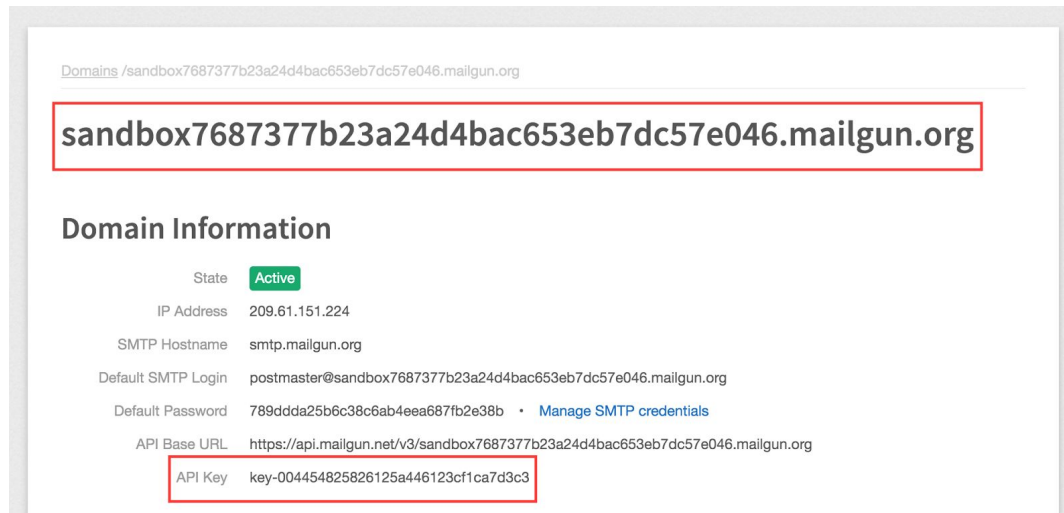 Domains /sandbox7687377b23a24d4bac653eb7dc57e046.mailgun.org
sandbox7687377b23a24d4bac653eb7dc57e046.mailgun.org
Domain Information
State Active
IP Address 209.61.151.224
SMTP Hostname smtp.mailgun.org
Default SMTP Login postmaster@sandbox7687377b23a24d4bac653eb7dc57e046.mailgun.org
Default Password 789ddda25b6c38c6ab4eea687fb2e38b • Manage SMTP credentials
API Base URL https://api.mailgun.net/v3/sandbox7687377b23a24d4bac653eb7dc57e046.mailgun.org
API Key key-004454825826125a446123cf1ca7d3c3